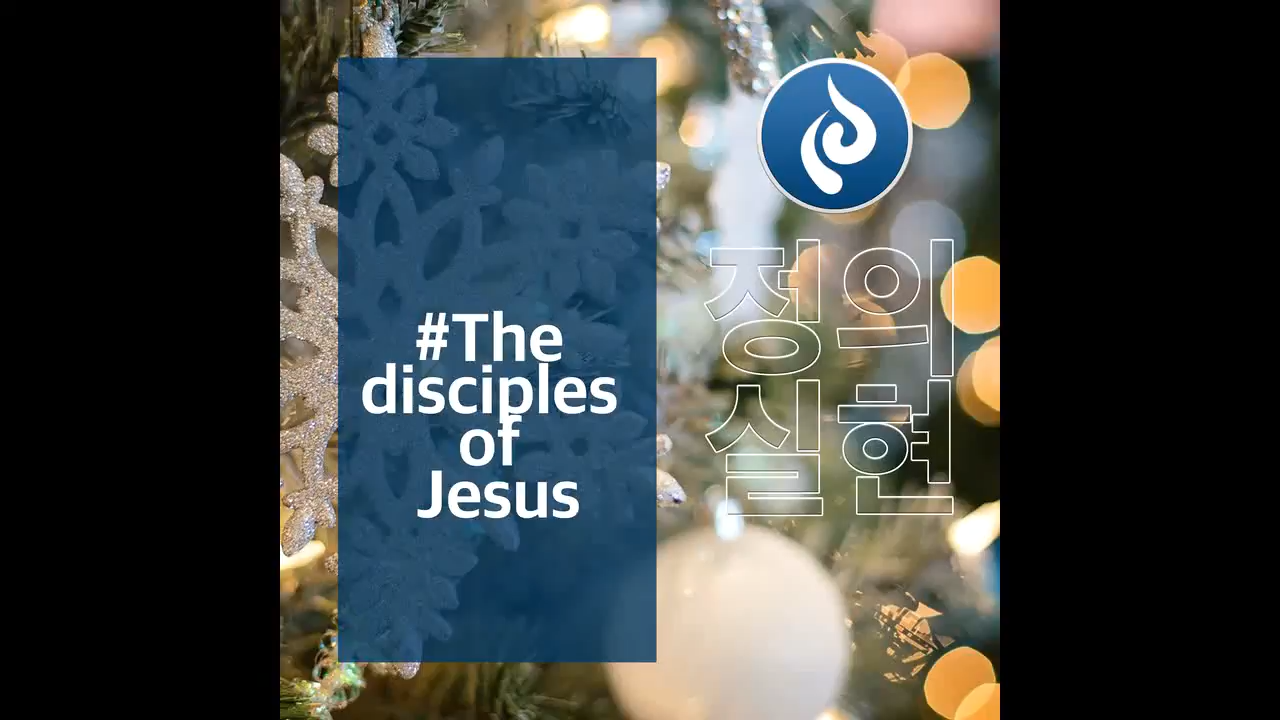 #The
disciples
of
Jesus
정의
실현